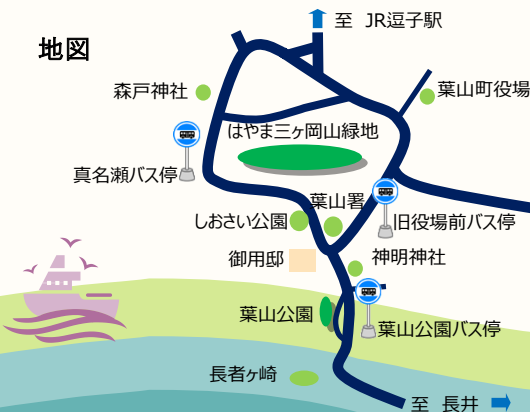 至 JR逗子駅
地図
森戸神社
葉山町役場
はやま三ヶ岡山緑地
真名瀬バス停
葉山署
しおさい公園
旧役場前バス停
御用邸
神明神社
葉山公園
葉山公園バス停
長者ヶ崎
至 長井